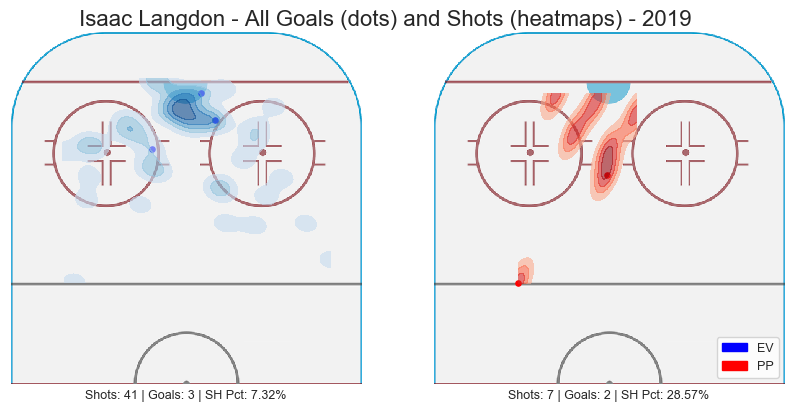 Isaac Langdon - All Goals (dots) and Shots (heatmaps) - 2019
EV
PP
Shots: 41 | Goals: 3 | SH Pct: 7.32%
Shots: 7 | Goals: 2 | SH Pct: 28.57%